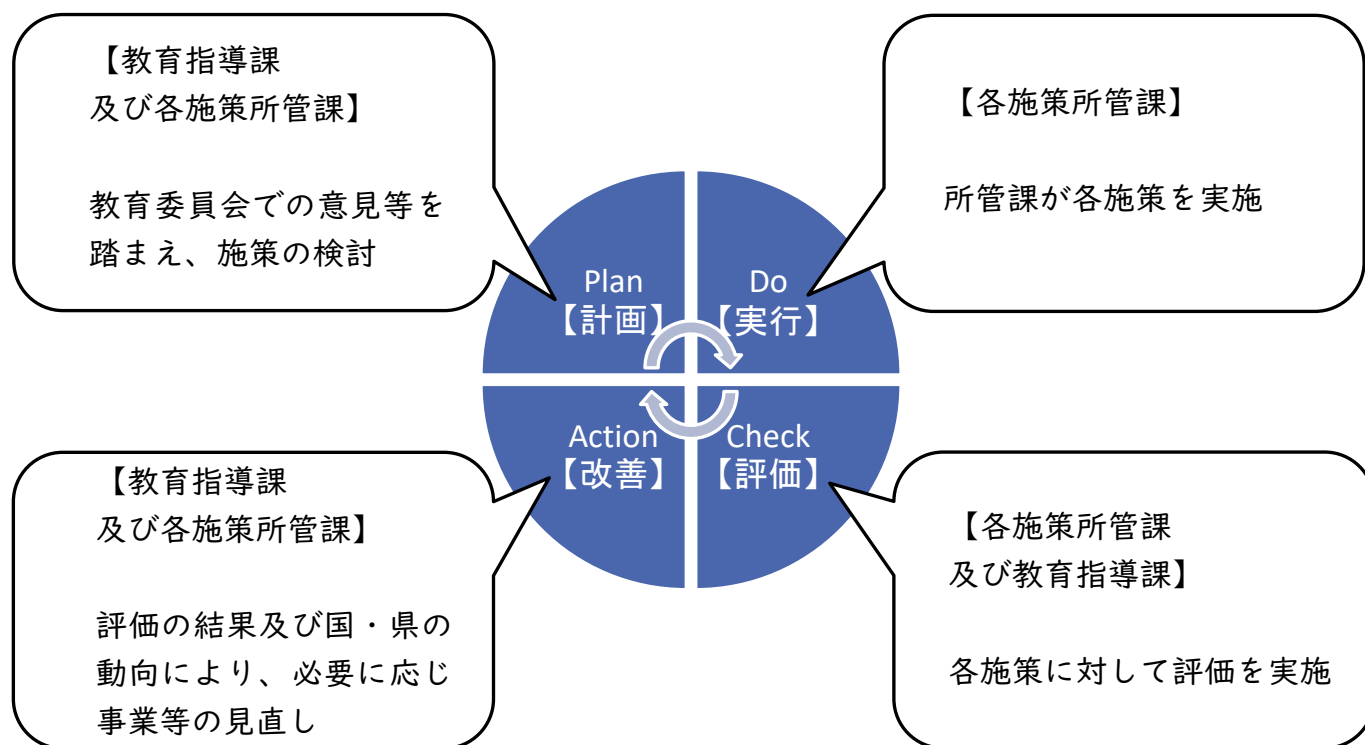 【教育指導課
及び各施策所管課】
教育委員会での意見等を
踏まえ、施策の検討
【各施策所管課】
所管課が各施策を実施
Plan
【計画】
Do
【実行】
Action
【改善】
Check
【評価】
【教育指導課
及び各施策所管課】
評価の結果及び国・県の
動向により、必要に応じ
事業等の見直し
【各施策所管課
及び教育指導課】
各施策に対して評価を実施